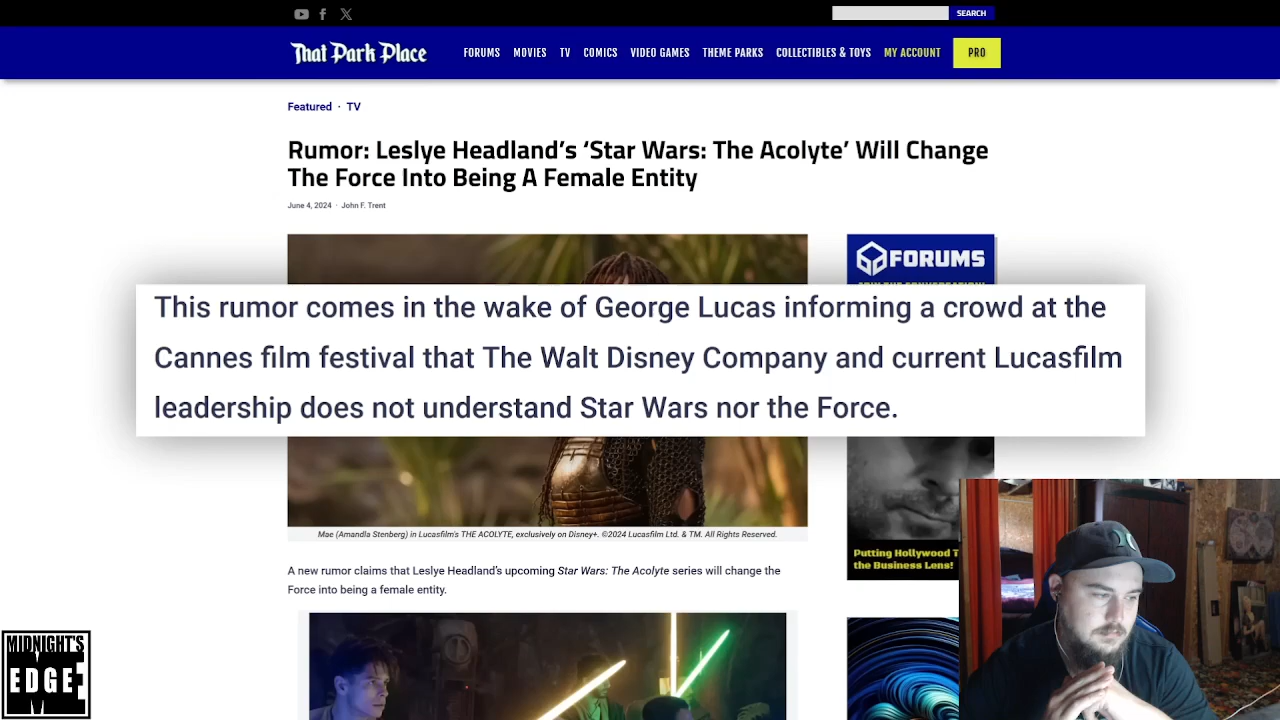 SEARCH
That Park Place
FORUMS MOVIES TV COMICS VIDEO GAMES THEME PARKS COLLECTIBLES & TOYS MY ACCOUNT PRO
Featured · TV
Rumor: Leslye Headland’s ‘Star Wars: The Acolyte’ Will Change
The Force Into Being A Female Entity
June 4, 2024 · John F. Trent
FORUMS
This rumor comes in the wake of George Lucas informing a crowd at the
Cannes film festival that The Walt Disney Company and current Lucasfilm
leadership does not understand Star Wars nor the Force.
Mae (Amandla Stenberg) in Lucasfilm's THE ACOLYTE, exclusively on Disney+. ©2024 Lucasfilm Ltd. & TM. All Rights Reserved.
Putting Hollywood T
the Business Lens!
A new rumor claims that Leslye Headland’s upcoming Star Wars: The Acolyte series will change the
Force into being a female entity.
MIDNIGHT'S
EDGE